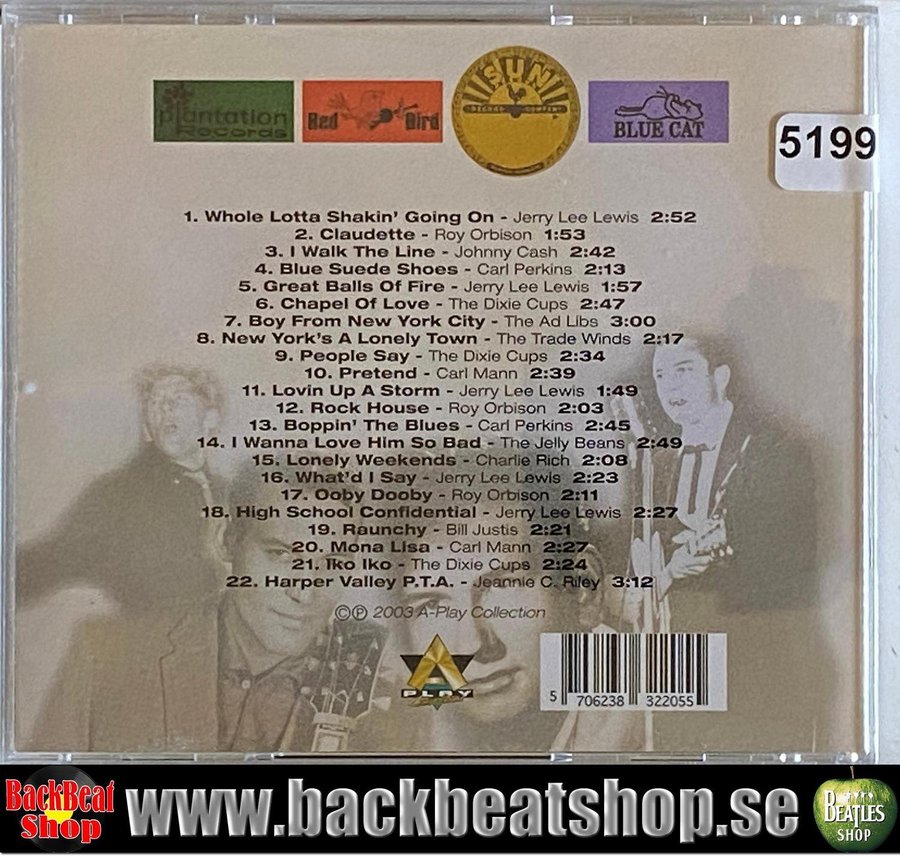 Plantation
Records
Red Bird
SUN
RECORD COMPANY
BLUE CAT
5199
1. Whole Lotta Shakin' Going On - Jerry Lee Lewis 2:52
2. Claudette - Roy Orbison 1:53
3. I Walk The Line - Johnny Cash 2:42
4. Blue Suede Shoes - Carl Perkins 2:13
5. Great Balls Of Fire - Jerry Lee Lewis 1:57
6. Chapel Of Love - The Dixie Cups 2:47
7. Boy From New York City - The Ad Libs 3:00
8. New York's A Lonely Town - The Trade Winds 2:17
9. People Say - The Dixie Cups 2:34
10. Pretend - Carl Mann 2:39
11. Lovin Up A Storm - Jerry Lee Lewis 1:49
12. Rock House - Roy Orbison 2:03
13. Boppin' The Blues - Carl Perkins 2:45
14. I Wanna Love Him So Bad - The Jelly Beans 2:49
15. Lonely Weekends - Charlie Rich 2:08
16. What'd I Say - Jerry Lee Lewis 2:23
17. Ooby Dooby - Roy Orbison 2:11
18. High School Confidential - Jerry Lee Lewis 2:27
19. Raunchy - Bill Justis 2:21
20. Mona Lisa - Carl Mann 2:27
21. Iko Iko - The Dixie Cups 2:24
22. Harper Valley P.T.A. - Jeannie C. Riley 3:12
©℗ 2003 A-Play Collection
A
PLAY
5 706238 322055
BackBeat
Shop
www.backbeatshop.se
BEATLES
SHOP